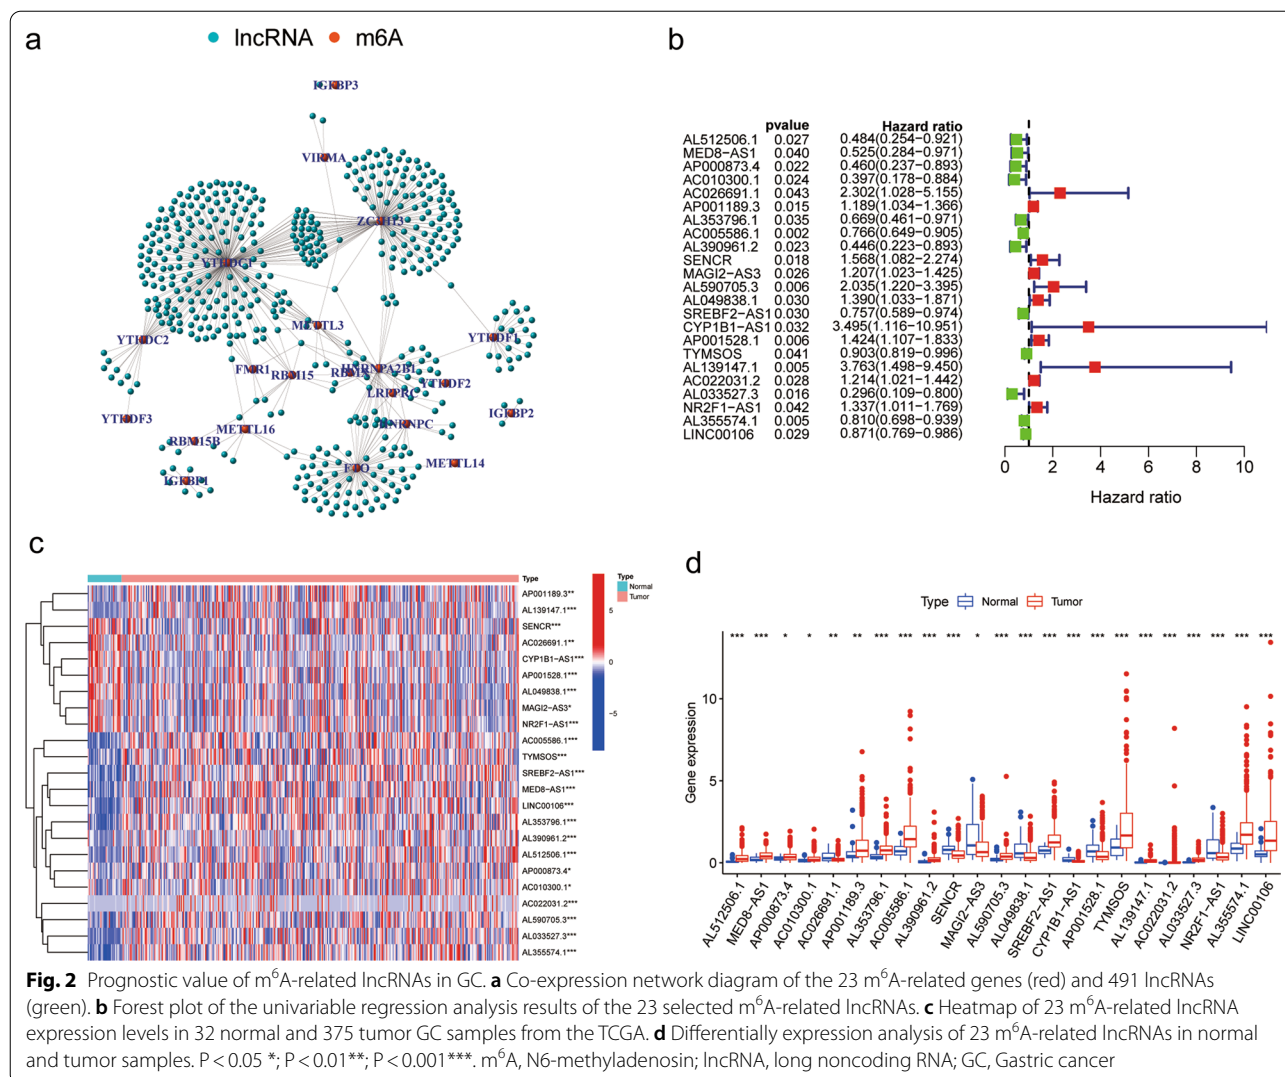 a
lncRNA m6A
IGFBP3
VIRMA
ZC3H13
YTHDC1
METTL3
YTHDC2
YTHDF1
FMR1
RBM15
HNRNPA2B1
YTHDF2
LRPPRC
YTHDF3
METTL16
HNRNPC
IGFBP2
RBM15B
FTO
METTL14
IGFBP1
b
pvalue Hazard ratio
AL512506.1 0.027 0.484(0.254−0.921)
MED8−AS1 0.040 0.525(0.284−0.971)
AP000873.4 0.022 0.460(0.237−0.893)
AC010300.1 0.024 0.397(0.178−0.884)
AC026691.1 0.043 2.302(1.028−5.155)
AP001189.3 0.015 1.189(1.034−1.366)
AL353796.1 0.035 0.669(0.461−0.971)
AC005586.1 0.002 0.766(0.649−0.905)
AL390961.2 0.023 0.446(0.223−0.893)
SENCR 0.018 1.568(1.082−2.274)
MAGI2−AS3 0.026 1.207(1.023−1.425)
AL590705.3 0.006 2.035(1.220−3.395)
AL049838.1 0.030 1.390(1.033−1.871)
SREBF2−AS1 0.030 0.757(0.589−0.974)
CYP1B1−AS1 0.032 3.495(1.116−10.951)
AP001528.1 0.006 1.424(1.107−1.833)
TYMSOS 0.041 0.903(0.819−0.996)
AL139147.1 0.005 3.763(1.498−9.450)
AC022031.2 0.028 1.214(1.021−1.442)
AL033527.3 0.016 0.296(0.109−0.800)
NR2F1−AS1 0.042 1.337(1.011−1.769)
AL355574.1 0.005 0.810(0.698−0.939)
LINC00106 0.029 0.871(0.769−0.986)
0 2 4 6 8 10
Hazard ratio
c
Type
AP001189.3**
AL139147.1***
SENCR***
AC026691.1**
CYP1B1−AS1***
AP001528.1***
AL049838.1***
MAGI2−AS3*
NR2F1−AS1***
AC005586.1***
TYMSOS***
SREBF2−AS1***
MED8−AS1***
LINC00106***
AL353796.1***
AL390961.2***
AL512506.1***
AP000873.4*
AC010300.1*
AC022031.2***
AL590705.3***
AL033527.3***
AL355574.1***
5
0
−5
Type
Normal
Tumor
d
Type Normal Tumor
*** *** * * ** ** *** *** *** *** * *** *** *** *** *** *** *** *** *** *** *** ***
Gene expression
10
5
0
AL512506.1
MED8−AS1
AP000873.4
AC010300.1
AC026691.1
AP001189.3
AL353796.1
AC005586.1
AL390961.2
SENCR
MAGI2−AS3
AL590705.3
AL049838.1
SREBF2−AS1
CYP1B1−AS1
AP001528.1
TYMSOS
AL139147.1
AC022031.2
AL033527.3
NR2F1−AS1
AL355574.1
LINC00106
Fig. 2 Prognostic value of m⁶A-related lncRNAs in GC. a Co-expression network diagram of the 23 m⁶A-related genes (red) and 491 lncRNAs
(green). b Forest plot of the univariable regression analysis results of the 23 selected m⁶A-related lncRNAs. c Heatmap of 23 m⁶A-related lncRNA
expression levels in 32 normal and 375 tumor GC samples from the TCGA. d Differentially expression analysis of 23 m⁶A-related lncRNAs in normal
and tumor samples. P < 0.05 *; P < 0.01**; P < 0.001***. m⁶A, N6-methyladenosin; lncRNA, long noncoding RNA; GC, Gastric cancer